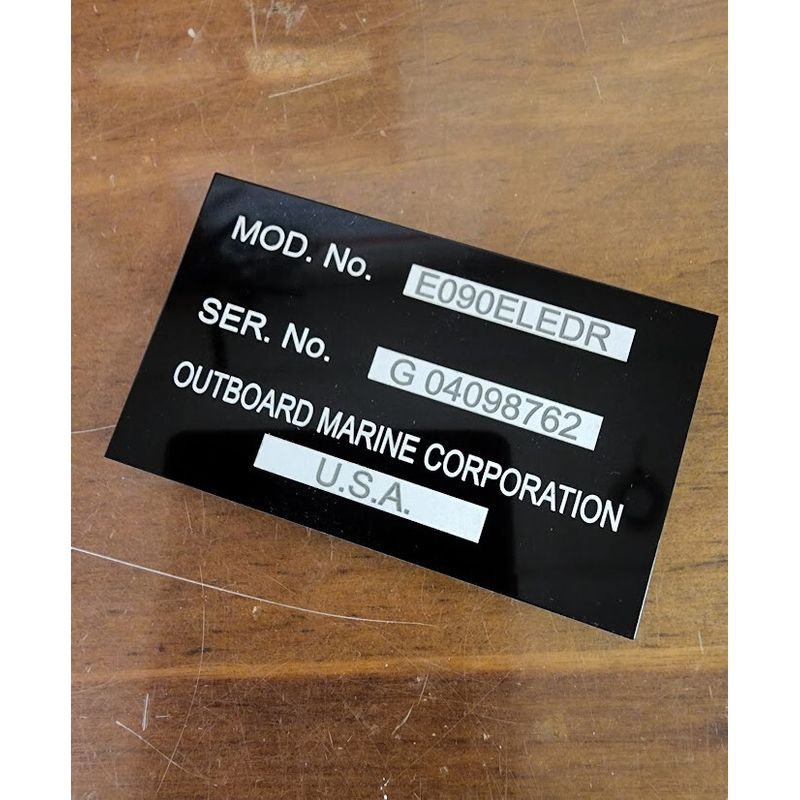 MOD. No. E090ELEDR
SER. No. G 04098762
OUTBOARD MARINE CORPORATION
U.S.A.